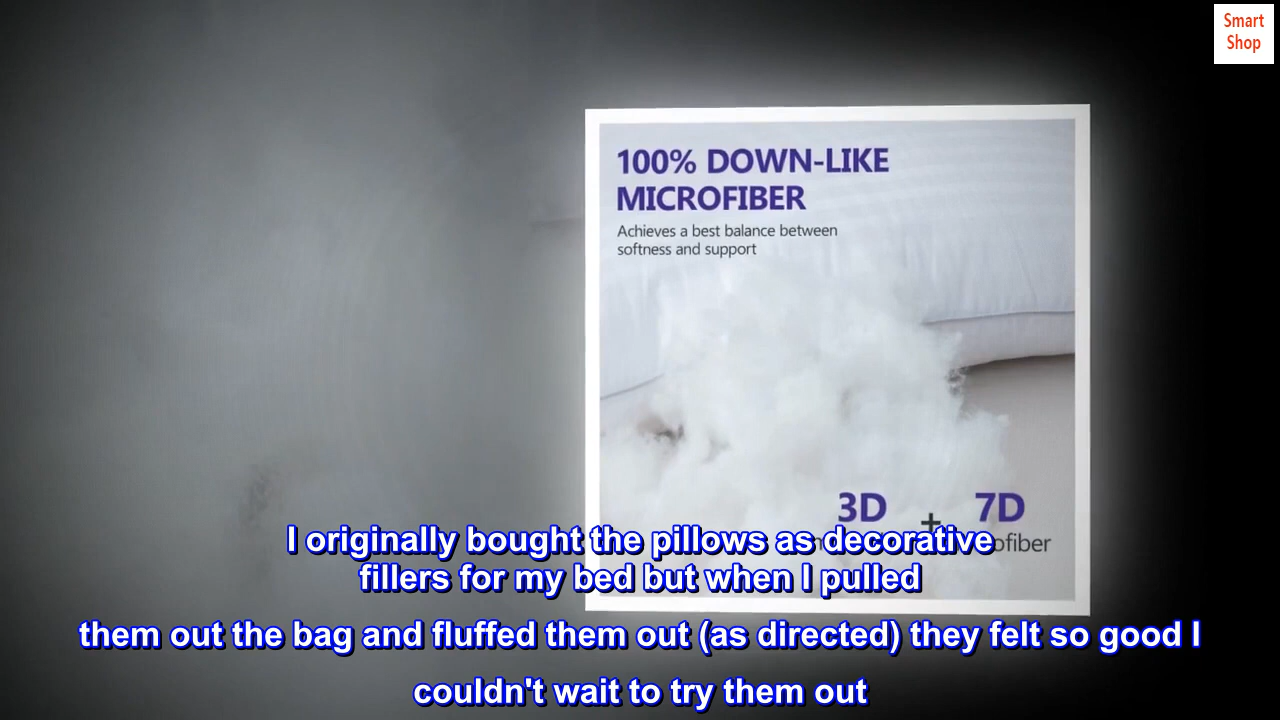 Smart
Shop
100% DOWN-LIKE
MICROFIBER
Achieves a best balance between
softness and support
3D + 7D
I originally bought the pillows as decorative
fillers for my bed but when I pulled
them out the bag and fluffed them out (as directed) they felt so good I
couldn't wait to try them out